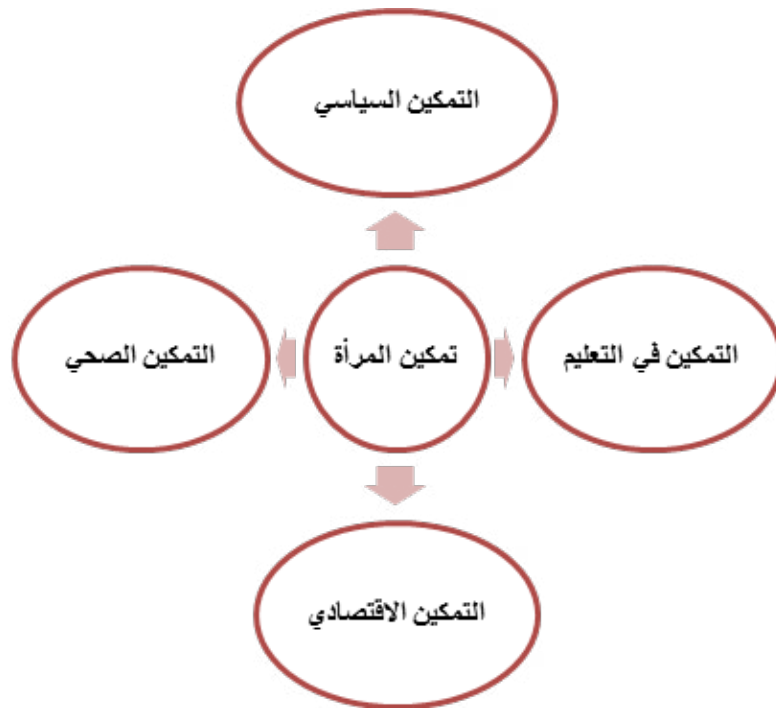 التمكين السياسي
التمكين في التعليم
تمكين المرأة
التمكين الصحي
التمكين الاقتصادي